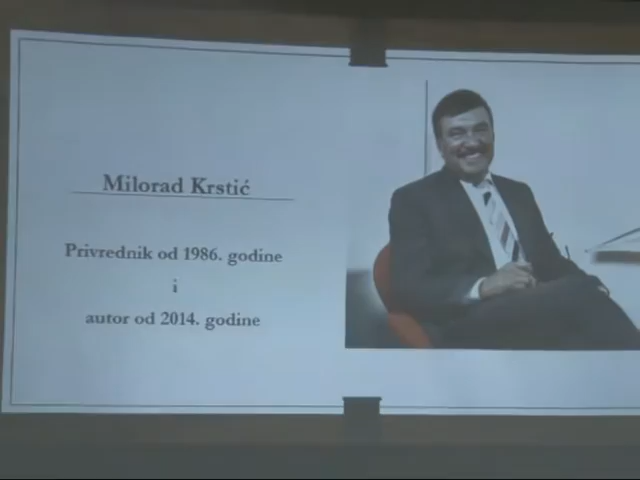 Milorad Krstić
Privrednik od 1986. godine
i
autor od 2014. godine